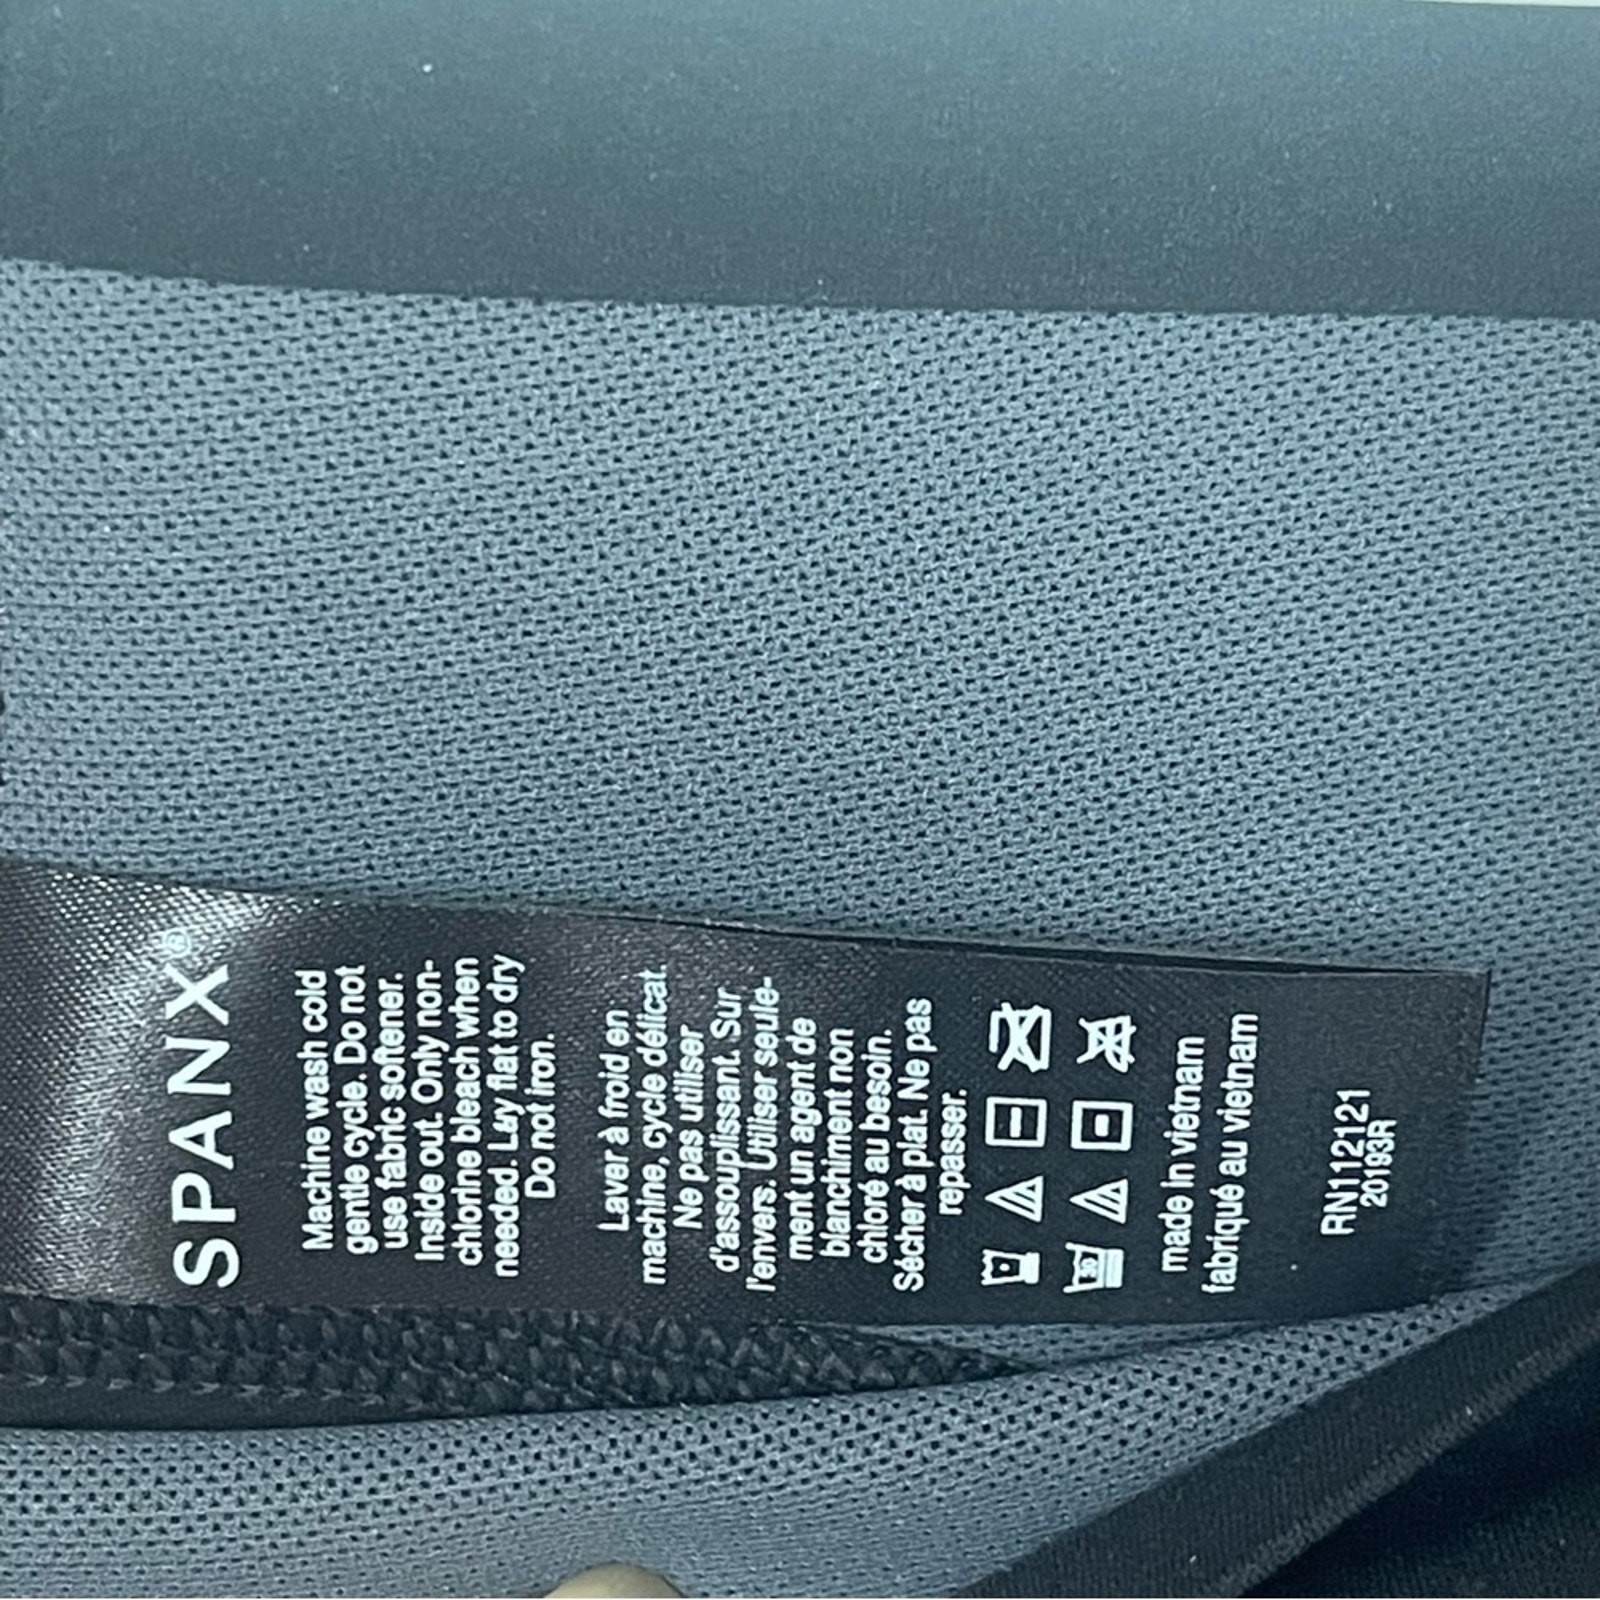 SPANX®
Machine wash cold
gentle cycle. Do not
use fabric softener.
Inside out. Only non-
chlorine bleach when
needed. Lay flat to dry
Do not iron.
Laver à froid en
machine, cycle délicat.
Ne pas utiliser
d'assouplissant. Sur
l'envers. Utiliser seule-
ment un agent de
blanchiment non
chloré au besoin.
Sécher à plat. Ne pas
repasser.
30
made in vietnam
fabriqué au vietnam
RN112121
20193R